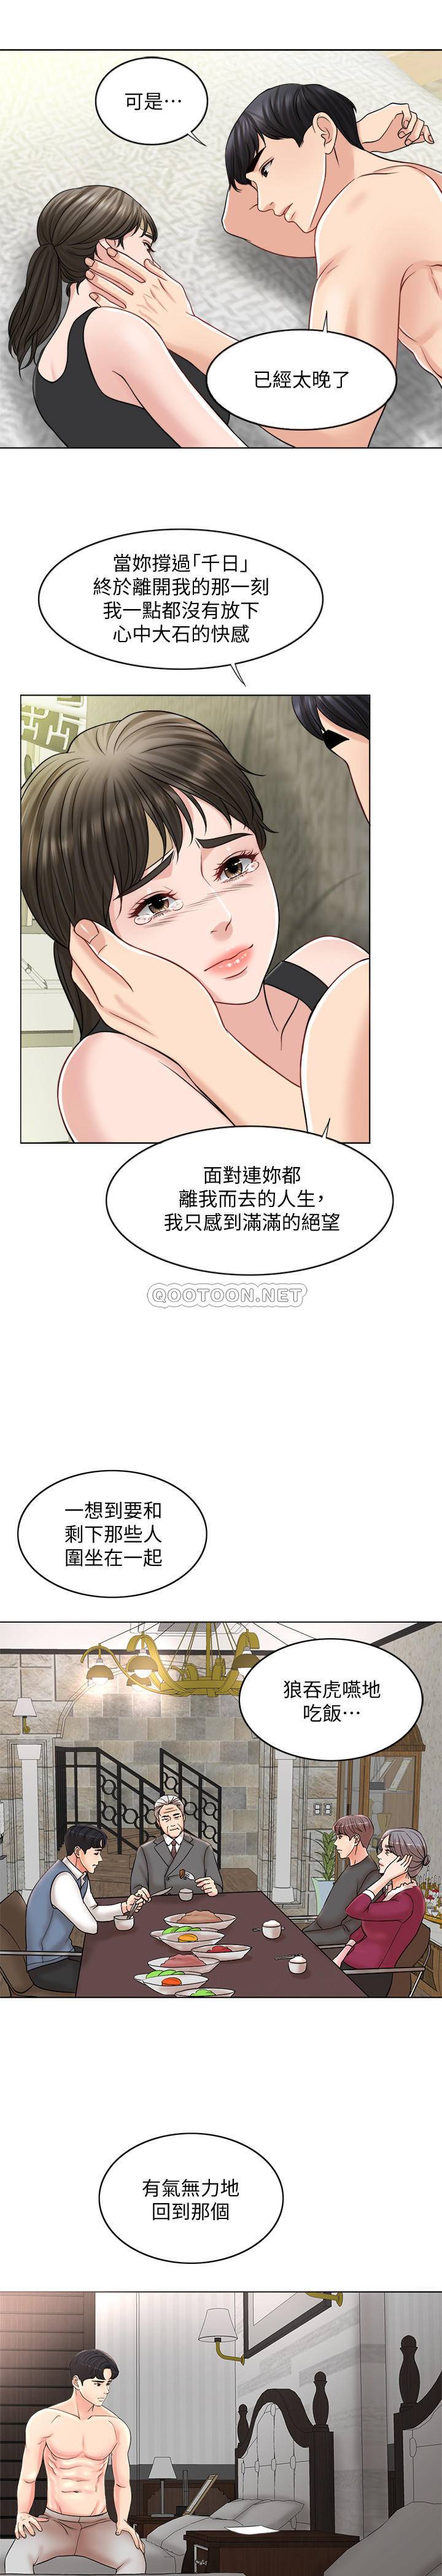 可是…
已經太晚了
當妳撐過「千日」
終於離開我的那一刻
我一點都沒有放下
心中大石的快感
面對連妳都
離我而去的人生,
我只感到滿滿的絕望
QOOTOON.NET
一想到要和
剩下那些人
圍坐在一起
狼吞虎嚥地
吃飯…
有氣無力地
回到那個